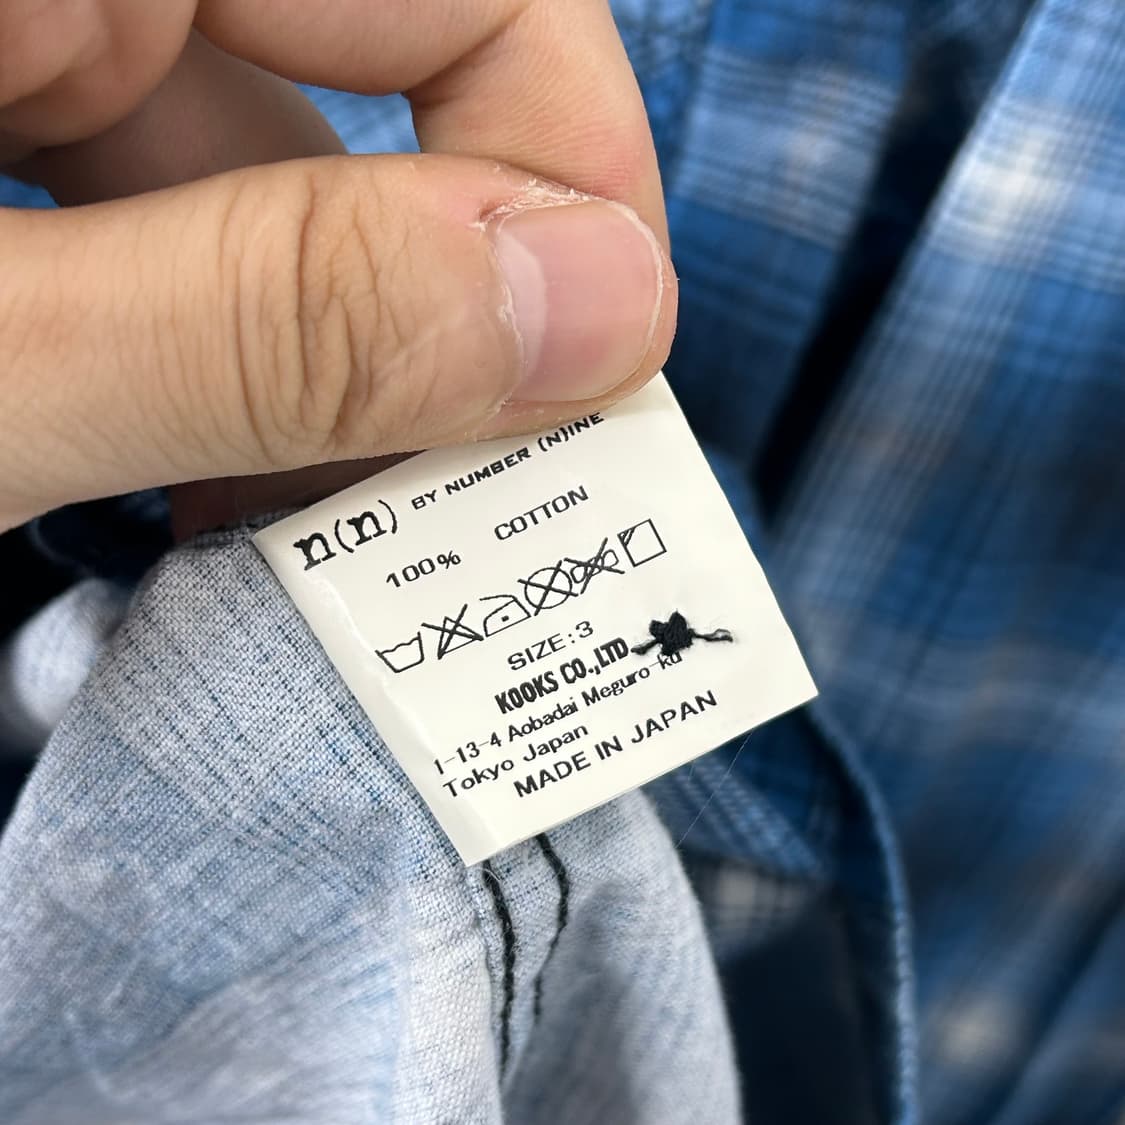 n(n) BY NUMBER (N)INE
100% COTTON
SIZE:3
KOOKS CO.,LTD.
1-13-4 Aobadai Meguro-ku
Tokyo Japan
MADE IN JAPAN